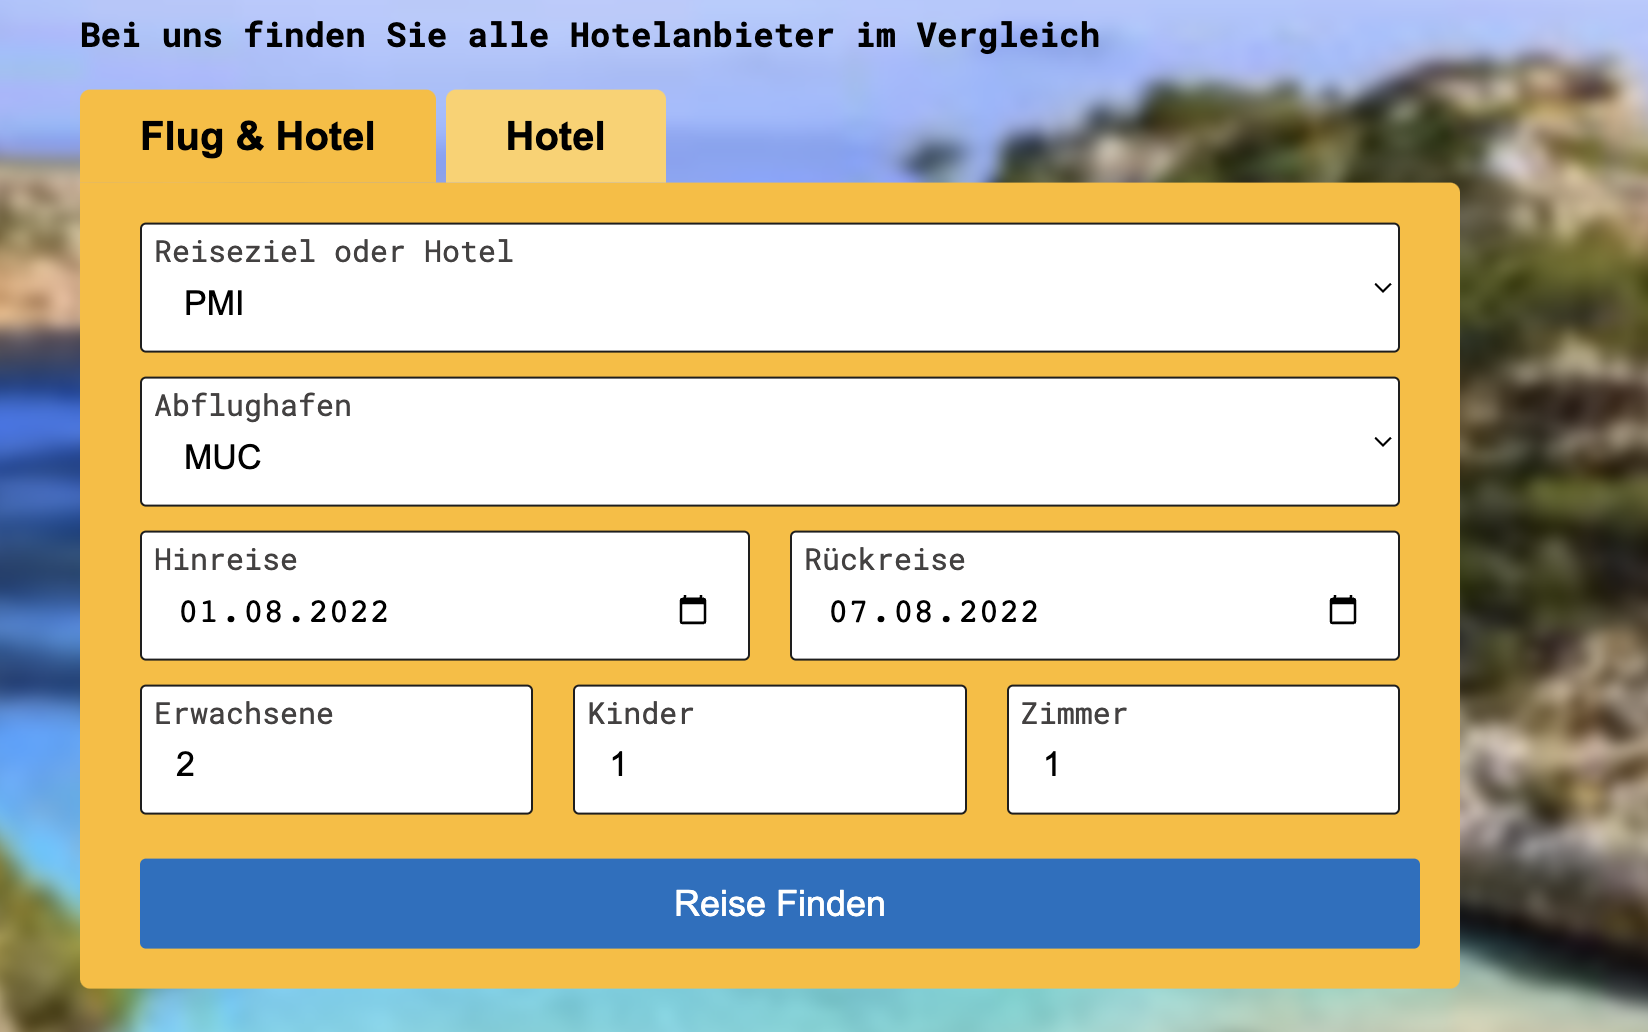 Bei uns finden Sie alle Hotelanbieter im Vergleich
Flug & Hotel
Hotel
Reiseziel oder Hotel
PMI
Abflughafen
MUC
Hinreise
01.08.2022
Rückreise
07.08.2022
Erwachsene
2
Kinder
1
Zimmer
1
Reise Finden